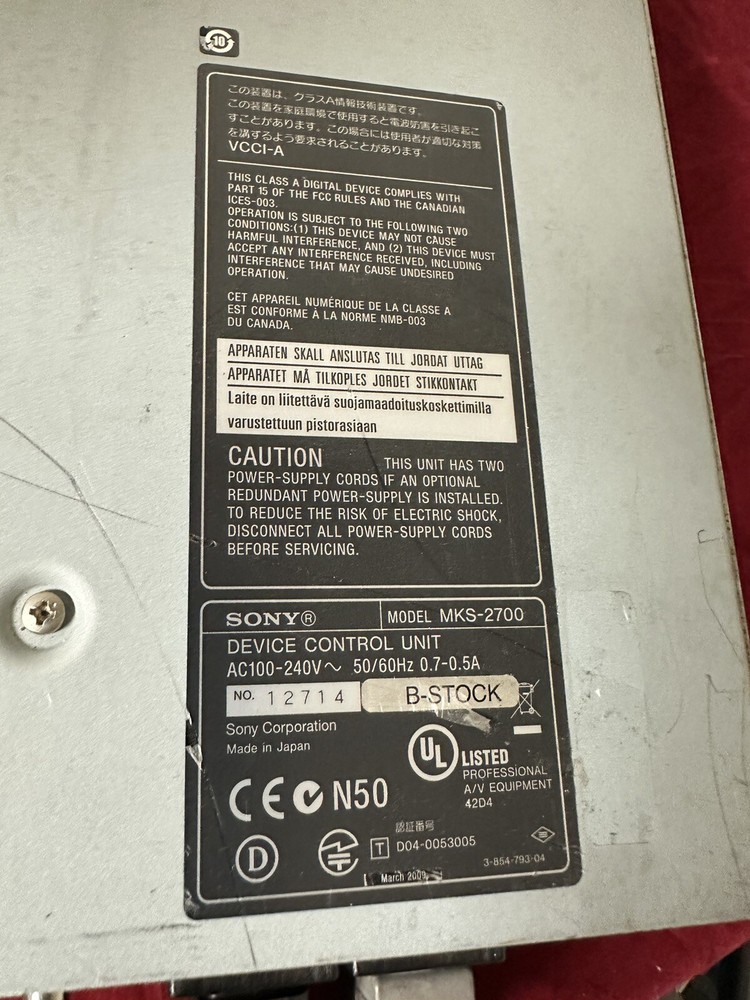 10
この装置は、クラスA情報技術装置です。
この装置を家庭環境で使用すると電波妨害を引き起こ
すことがあります。この場合には使用者が適切な対策
を講ずるよう要求されることがあります。
VCCI-A
THIS CLASS A DIGITAL DEVICE COMPLIES WITH
PART 15 OF THE FCC RULES AND THE CANADIAN
ICES-003.
OPERATION IS SUBJECT TO THE FOLLOWING TWO
CONDITIONS:(1) THIS DEVICE MAY NOT CAUSE
HARMFUL INTERFERENCE, AND (2) THIS DEVICE MUST
ACCEPT ANY INTERFERENCE RECEIVED, INCLUDING
INTERFERENCE THAT MAY CAUSE UNDESIRED
OPERATION.
CET APPAREIL NUMÉRIQUE DE LA CLASSE A
EST CONFORME À LA NORME NMB-003
DU CANADA.
APPARATEN SKALL ANSLUTAS TILL JORDAT UTTAG
APPARATET MÅ TILKOPLES JORDET STIKKONTAKT
Laite on liitettävä suojamaadoituskoskettimilla
varustettuun pistorasiaan
CAUTION THIS UNIT HAS TWO
POWER-SUPPLY CORDS IF AN OPTIONAL
REDUNDANT POWER-SUPPLY IS INSTALLED.
TO REDUCE THE RISK OF ELECTRIC SHOCK,
DISCONNECT ALL POWER-SUPPLY CORDS
BEFORE SERVICING.
SONY® MODEL MKS-2700
DEVICE CONTROL UNIT
AC100-240V～ 50/60Hz 0.7-0.5A
NO. 12714 B-STOCK
Sony Corporation
Made in Japan
UL LISTED
PROFESSIONAL
A/V EQUIPMENT
42D4
CE N50
認証番号
D T D04-0053005
3-854-793-04
March 2009